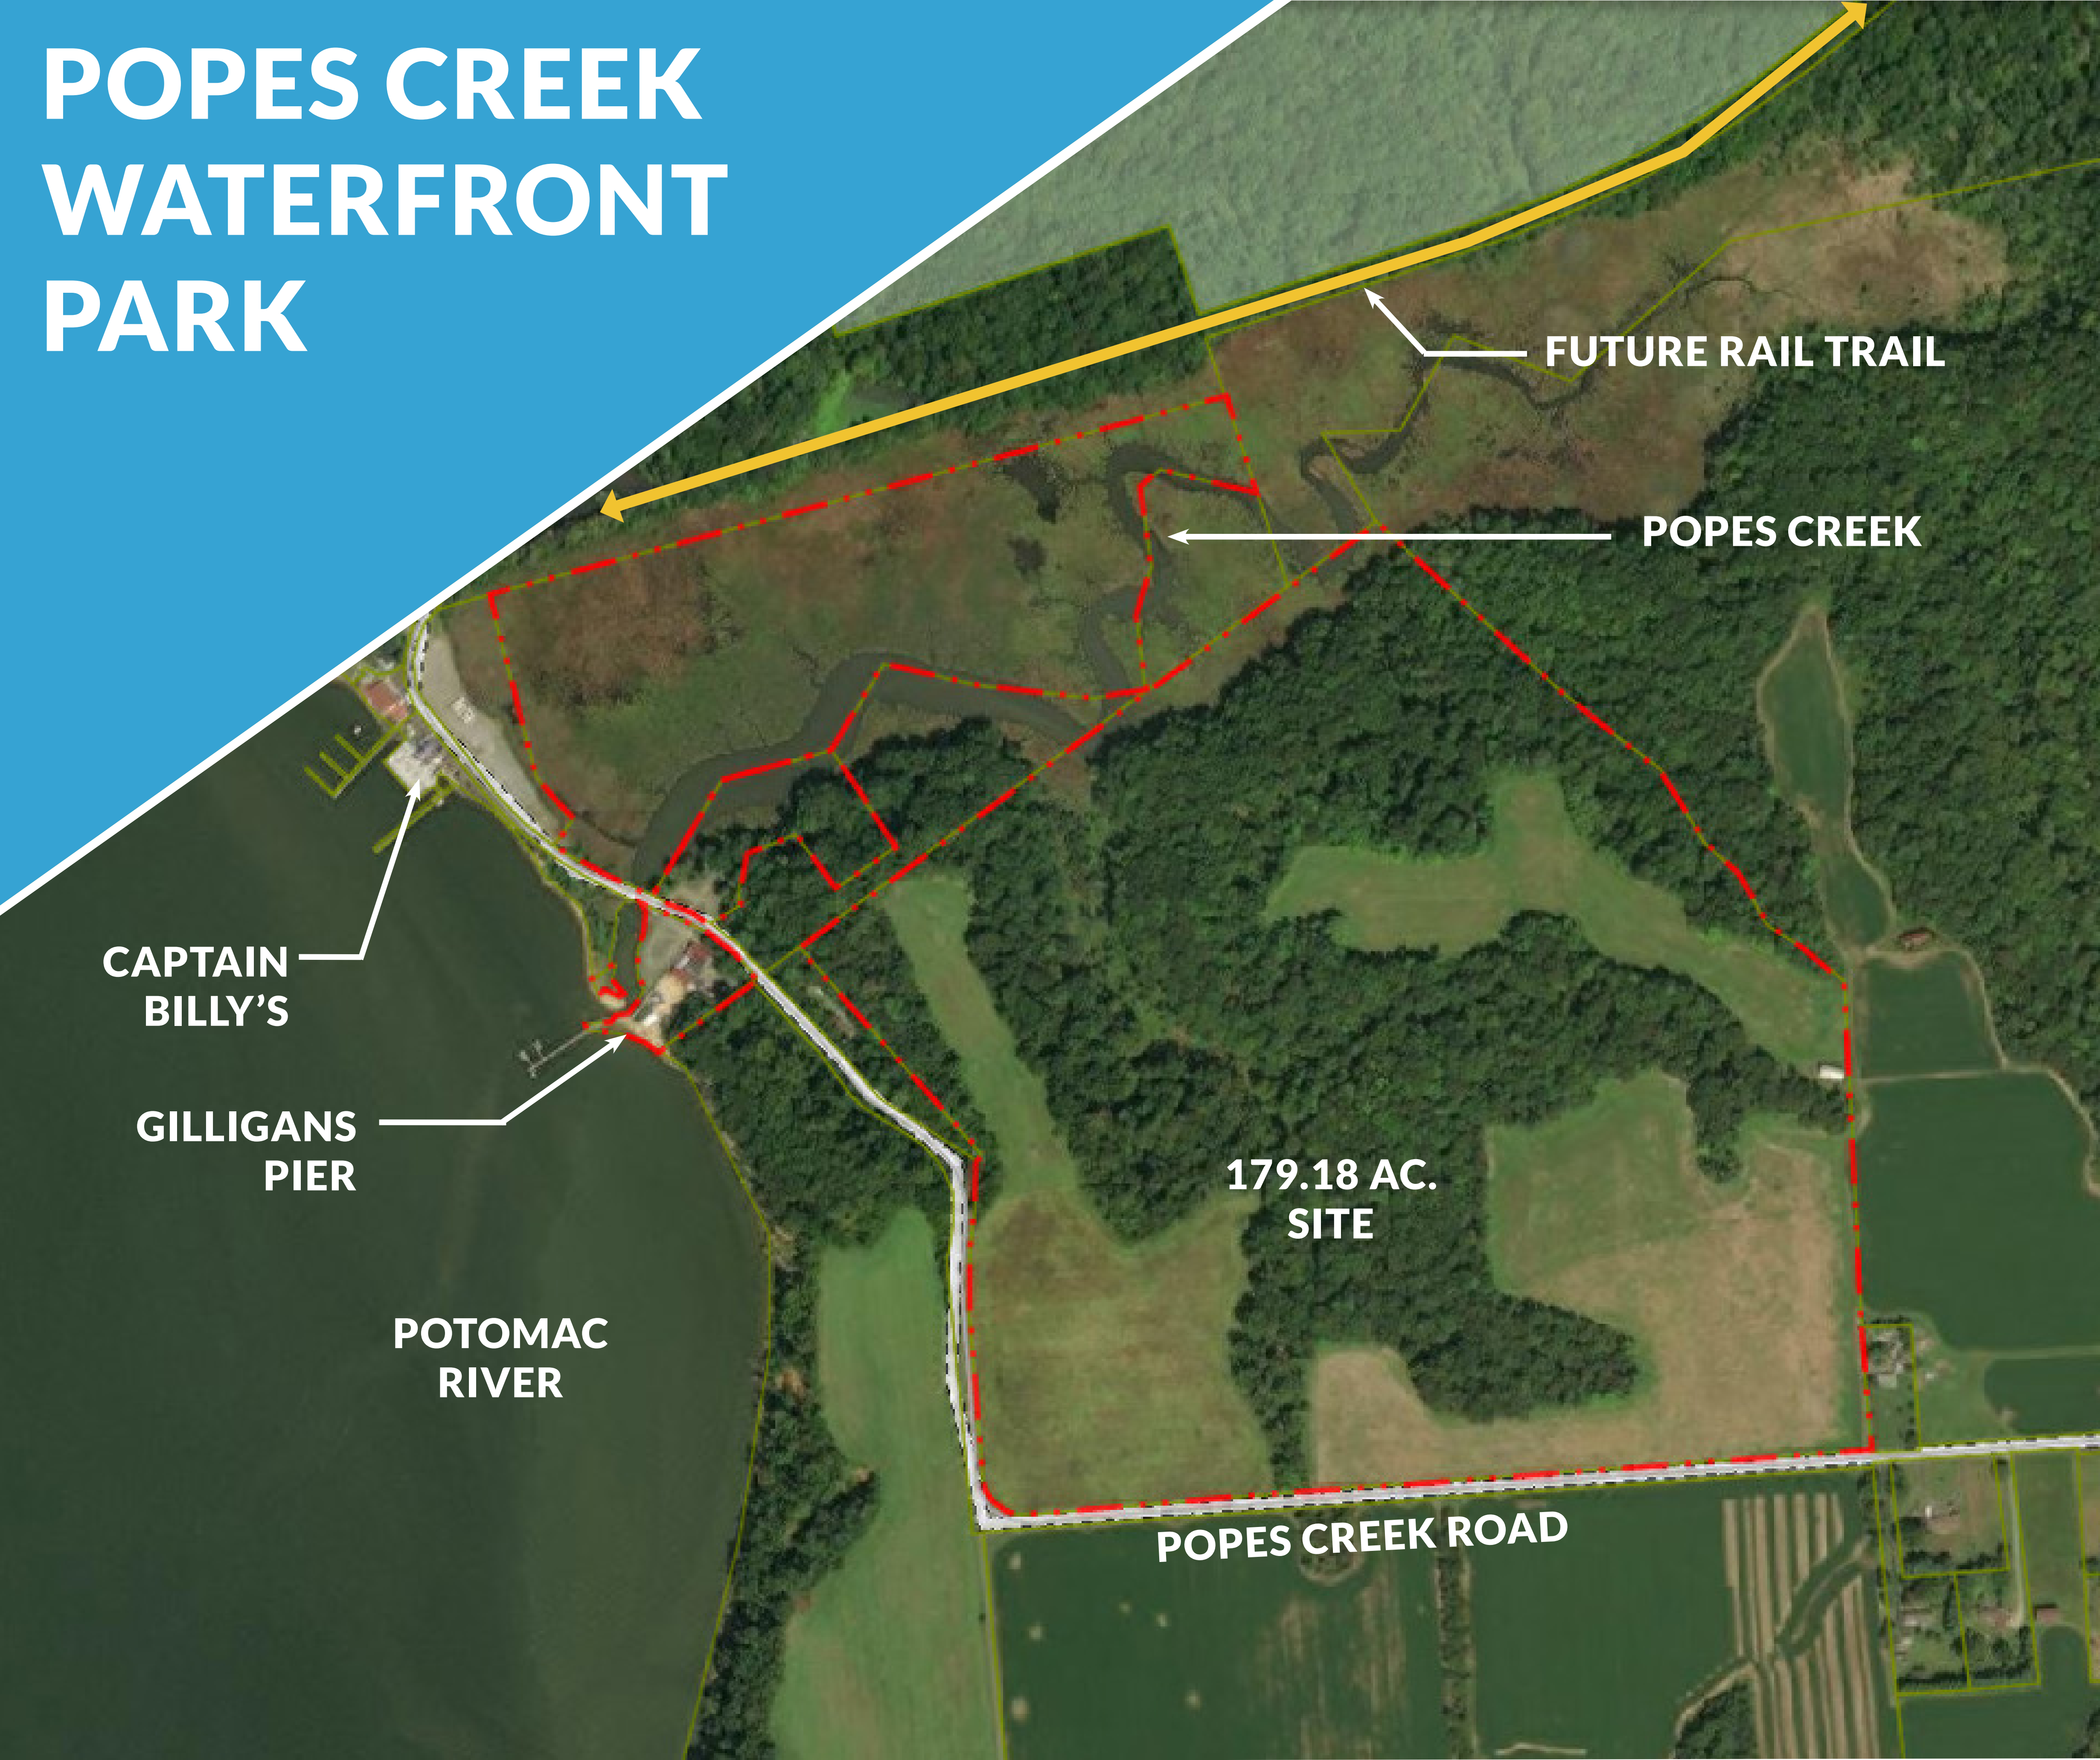 POPES CREEK
WATERFRONT
PARK
FUTURE RAIL TRAIL
POPES CREEK
CAPTAIN
BILLY’S
GILLIGANS
PIER
179.18 AC.
SITE
POTOMAC
RIVER
POPES CREEK ROAD